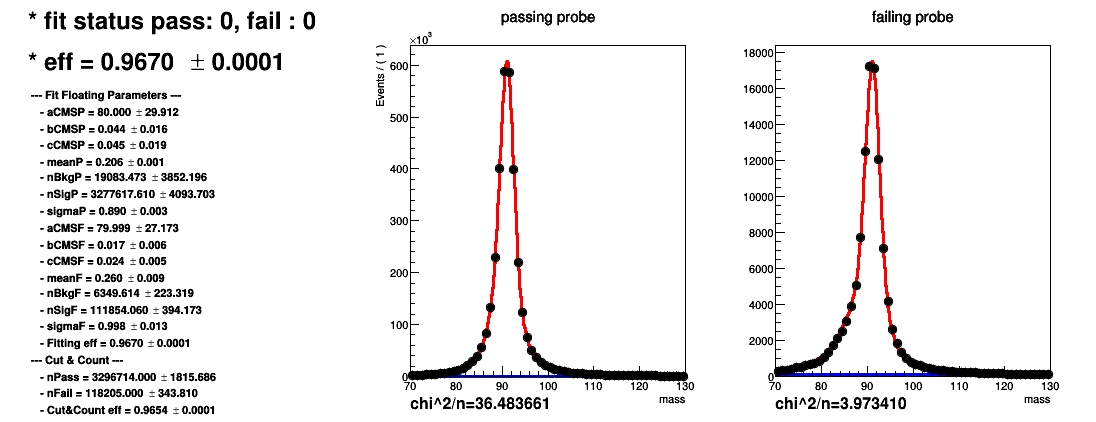 * fit status pass: 0, fail : 0
* eff = 0.9670 ± 0.0001
--- Fit Floating Parameters ---
- aCMSP = 80.000 ± 29.912
- bCMSP = 0.044 ± 0.016
- cCMSP = 0.045 ± 0.019
- meanP = 0.206 ± 0.001
- nBkgP = 19083.473 ± 3852.196
- nSigP = 3277617.610 ± 4093.703
- sigmaP = 0.890 ± 0.003
- aCMSF = 79.999 ± 27.173
- bCMSF = 0.017 ± 0.006
- cCMSF = 0.024 ± 0.005
- meanF = 0.260 ± 0.009
- nBkgF = 6349.614 ± 223.319
- nSigF = 111854.060 ± 394.173
- sigmaF = 0.998 ± 0.013
- Fitting eff = 0.9670 ± 0.0001
--- Cut & Count ---
- nPass = 3296714.000 ± 1815.686
- nFail = 118205.000 ± 343.810
- Cut&Count eff = 0.9654 ± 0.0001
passing probe
×10³
Events / ( 1 )
600
500
400
300
200
100
0
70 80 90 100 110 120 130
mass
chi^2/n=36.483661
failing probe
18000
16000
14000
12000
10000
8000
6000
4000
2000
0
70 80 90 100 110 120 130
mass
chi^2/n=3.973410